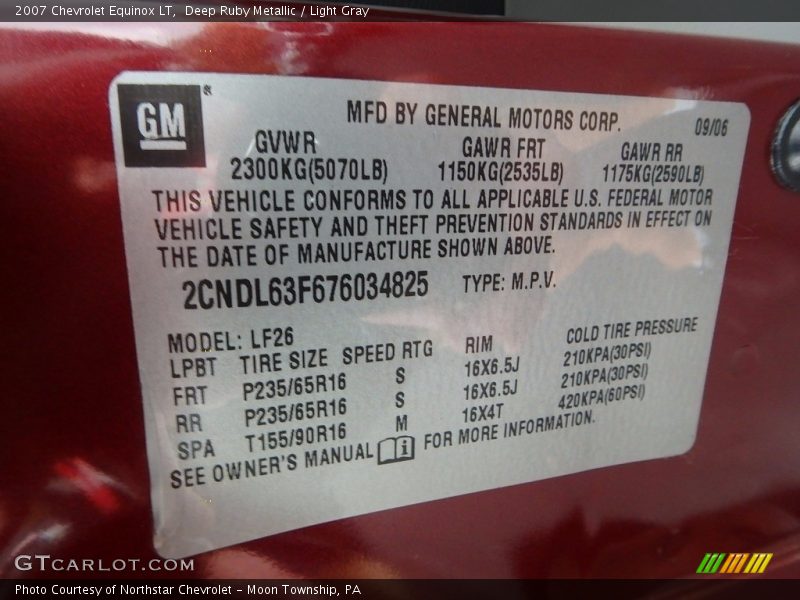 2007 Chevrolet Equinox LT, Deep Ruby Metallic / Light Gray
GM
MFD BY GENERAL MOTORS CORP.
09/06
GVWR GAWR FRT GAWR RR
2300KG(5070LB) 1150KG(2535LB) 1175KG(2590LB)
THIS VEHICLE CONFORMS TO ALL APPLICABLE U.S. FEDERAL MOTOR
VEHICLE SAFETY AND THEFT PREVENTION STANDARDS IN EFFECT ON
THE DATE OF MANUFACTURE SHOWN ABOVE.
2CNDL63F676034825 TYPE: M.P.V.
MODEL: LF26
LPBT TIRE SIZE SPEED RTG RIM COLD TIRE PRESSURE
FRT P235/65R16 S 16X6.5J 210KPA(30PSI)
RR P235/65R16 S 16X6.5J 210KPA(30PSI)
SPA T155/90R16 M 16X4T 420KPA(60PSI)
SEE OWNER'S MANUAL i FOR MORE INFORMATION.
GTCARLOT.COM
Photo Courtesy of Northstar Chevrolet - Moon Township, PA